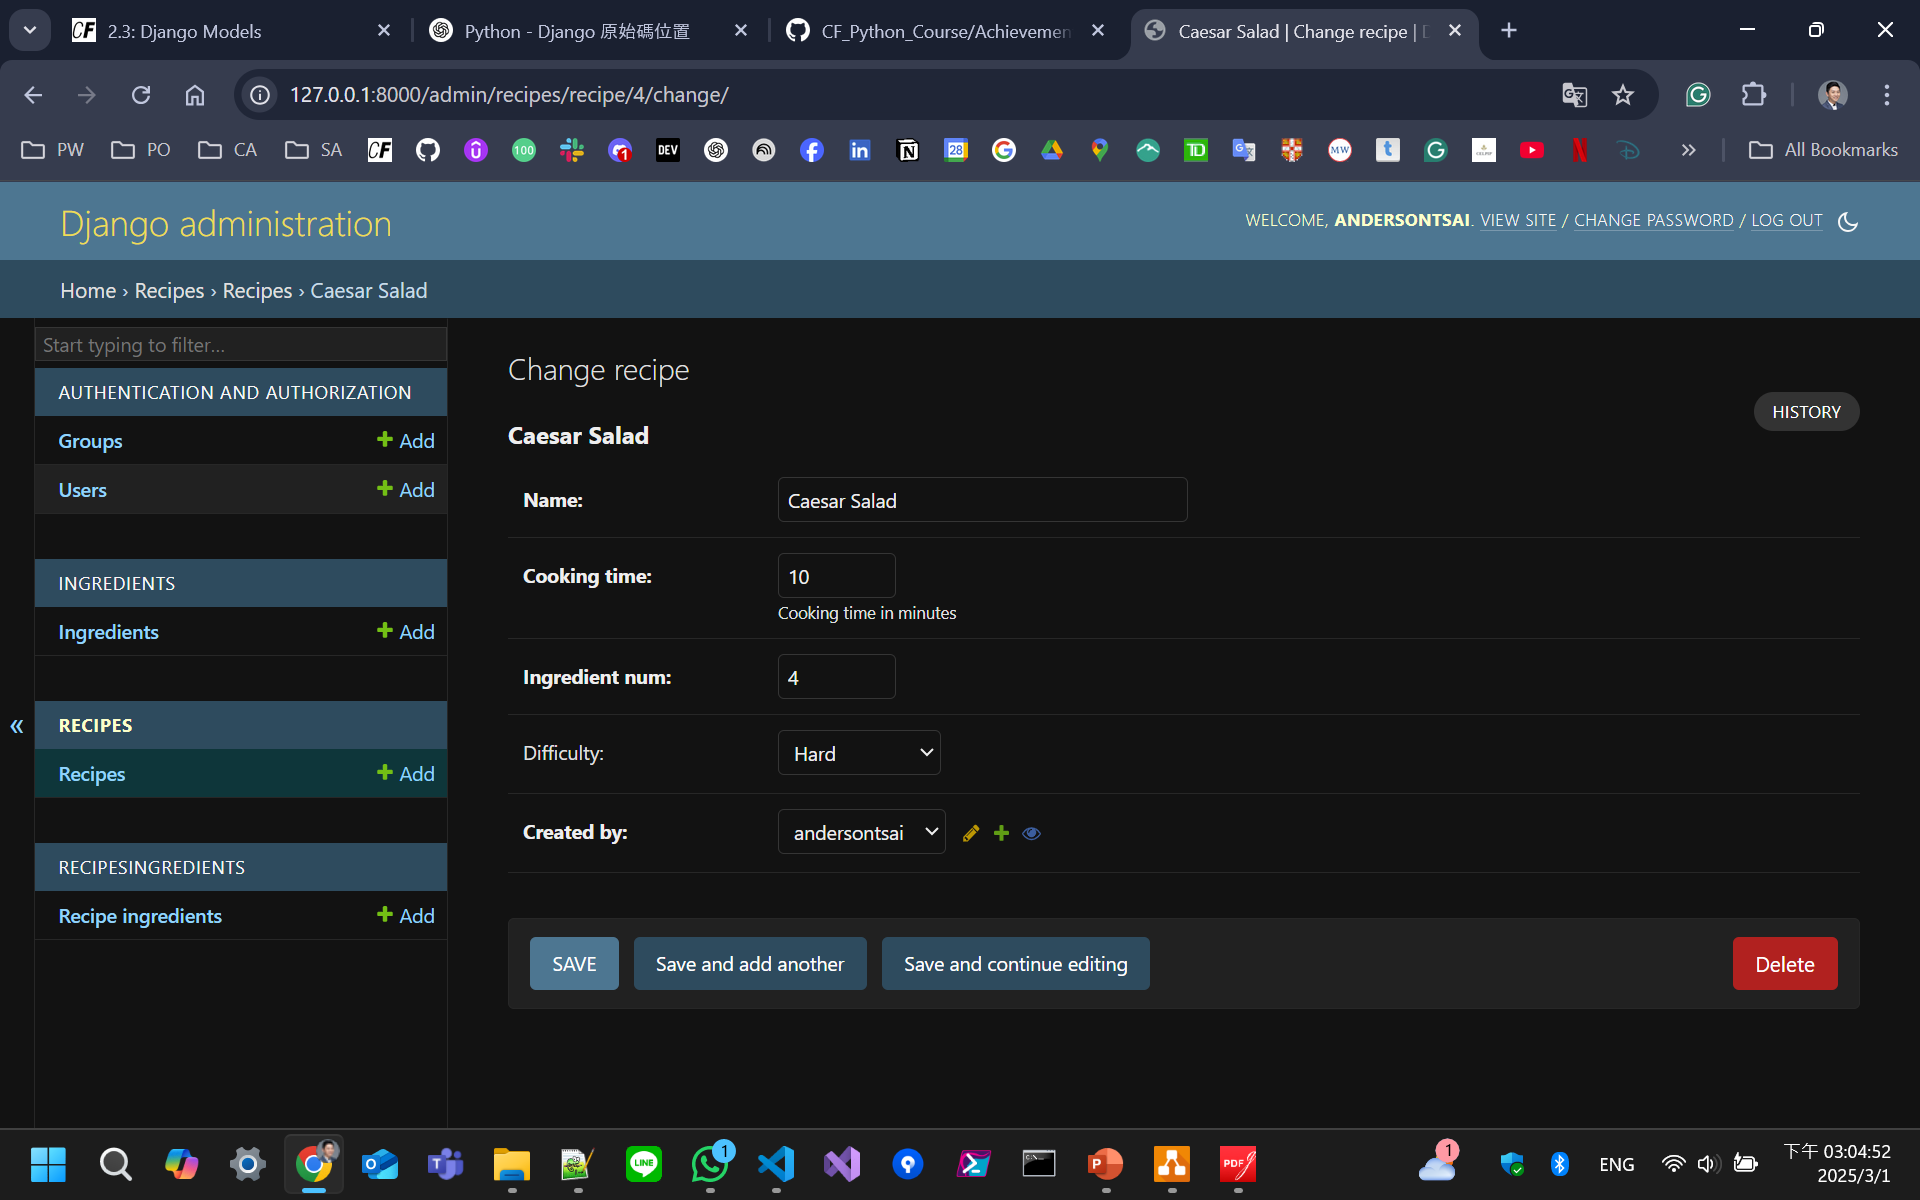 2.3: Django Models
Python - Django 原始碼位置
CF_Python_Course/Achievemen
Caesar Salad | Change recipe |
127.0.0.1:8000/admin/recipes/recipe/4/change/
PW
PO
CA
SA
All Bookmarks
Django administration
WELCOME, ANDERSONTSAI. VIEW SITE / CHANGE PASSWORD / LOG OUT
Home › Recipes › Recipes › Caesar Salad
Start typing to filter...
AUTHENTICATION AND AUTHORIZATION
Groups
Add
Users
Add
INGREDIENTS
Ingredients
Add
RECIPES
Recipes
Add
RECIPESINGREDIENTS
Recipe ingredients
Add
«
Change recipe
HISTORY
Caesar Salad
Name:
Caesar Salad
Cooking time:
10
Cooking time in minutes
Ingredient num:
4
Difficulty:
Hard
Created by:
andersontsai
SAVE
Save and add another
Save and continue editing
Delete
ENG
下午 03:04:52
2025/3/1